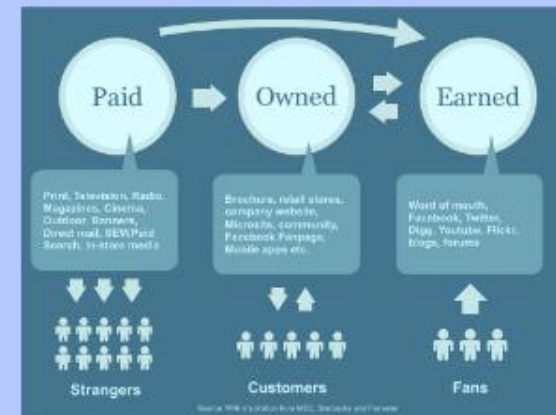 Paid
Owned
Earned
Print, Television, Radio,
Magazines, Cinema,
Outdoor, Banners,
Direct mail, SEM/Paid
Search, In-store media
Brochure, retail stores,
company website,
Microsite, community,
Facebook Fanpage,
Mobile apps etc.
Word of mouth,
Facebook, Twitter,
Digg, Youtube, Flickr,
blogs, forums
Strangers
Customers
Fans